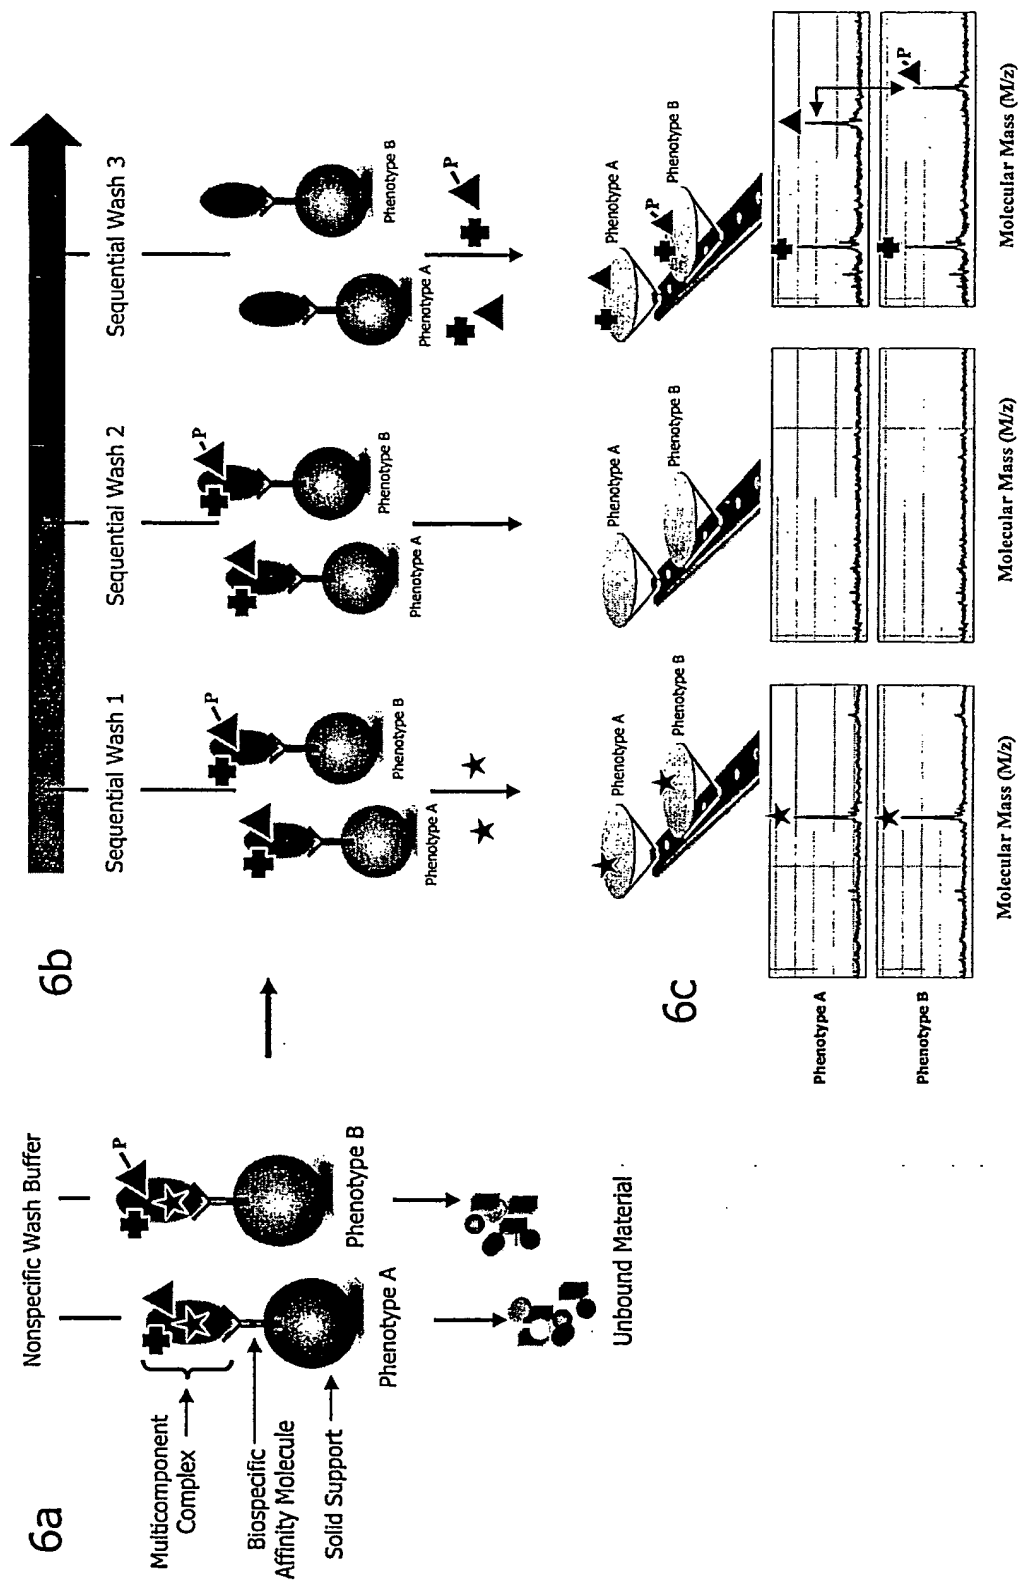 6a
Nonspecific Wash Buffer
Multicomponent
Complex
Biospecific
Affinity Molecule
Solid Support
P
Phenotype A
Phenotype B
Unbound Material
6b
Sequential Wash 1
Sequential Wash 2
Sequential Wash 3
P
Phenotype A
Phenotype B
P
Phenotype A
Phenotype B
Phenotype A
Phenotype B
P
6c
Phenotype A
Phenotype B
Phenotype A
Phenotype B
Phenotype A
P
Phenotype B
Phenotype A
Phenotype B
P
Molecular Mass (M/z)
Molecular Mass (M/z)
Molecular Mass (M/z)